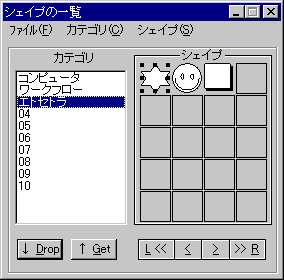 シェイプの一覧
ファイル(F) カテゴリ(C) シェイプ(S)
カテゴリ
シェイプ
コンピュータ
ワークフロー
エトセトラ
04
05
06
07
08
09
10
↓ Drop ↑ Get L << < > >> R